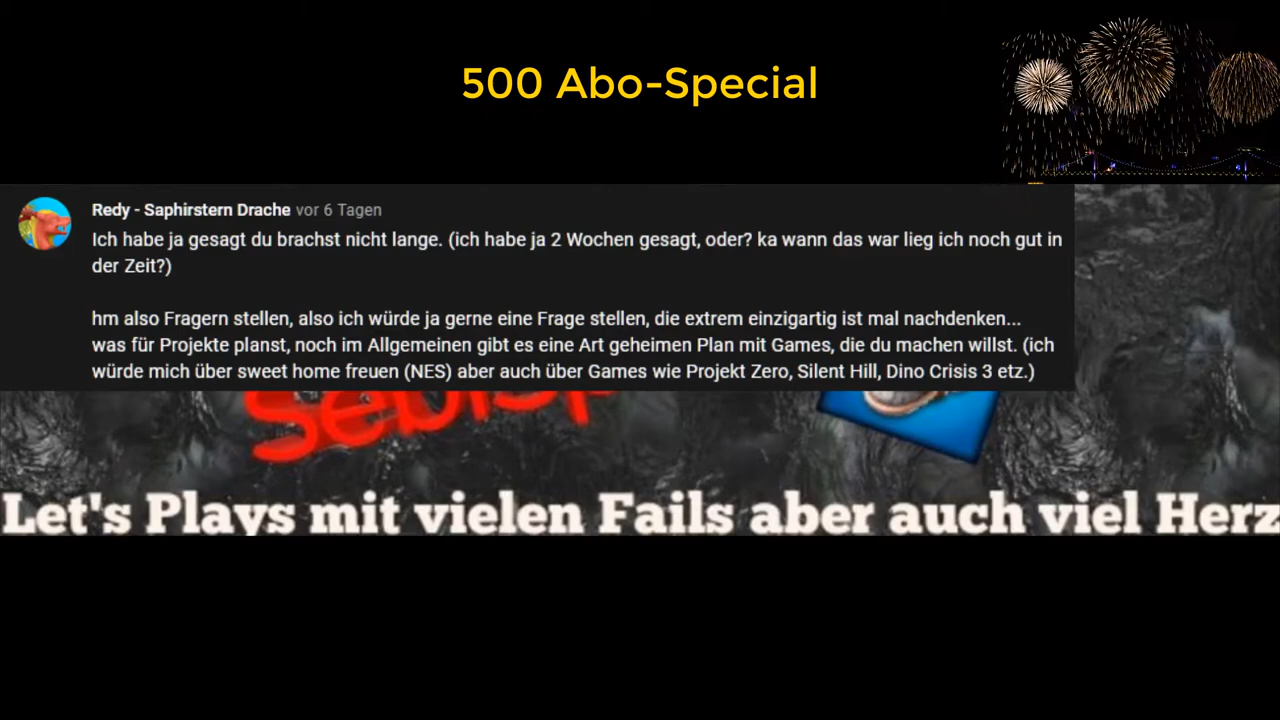 500 Abo-Special
Redy - Saphirstern Drache vor 6 Tagen
Ich habe ja gesagt du brachst nicht lange. (ich habe ja 2 Wochen gesagt, oder? ka wann das war lieg ich noch gut in
der Zeit?)
hm also Fragern stellen, also ich würde ja gerne eine Frage stellen, die extrem einzigartig ist mal nachdenken...
was für Projekte planst, noch im Allgemeinen gibt es eine Art geheimen Plan mit Games, die du machen willst. (ich
würde mich über sweet home freuen (NES) aber auch über Games wie Projekt Zero, Silent Hill, Dino Crisis 3 etz.)
Let's Plays mit vielen Fails aber auch viel Herz